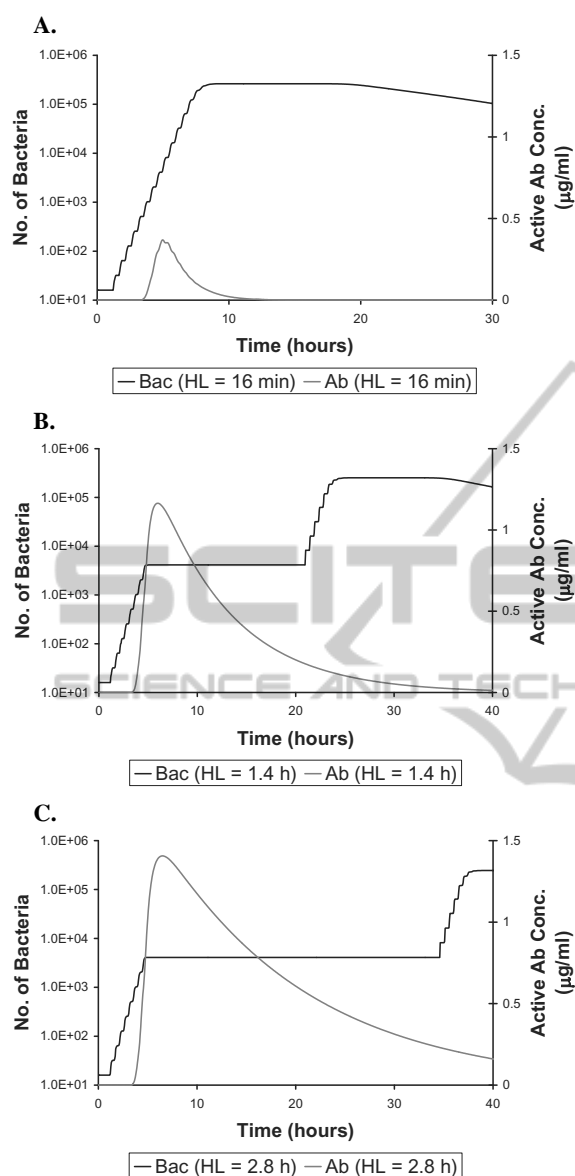 A.
No. of Bacteria
1.0E+06
1.0E+05
1.0E+04
1.0E+03
1.0E+02
1.0E+01
1.5
1
0.5
0
Active Ab Conc.
(µg/ml)
0 10 20 30
Time (hours)
Bac (HL = 16 min) Ab (HL = 16 min)
B.
No. of Bacteria
1.0E+06
1.0E+05
1.0E+04
1.0E+03
1.0E+02
1.0E+01
1.5
1
0.5
0
Active Ab Conc.
(µg/ml)
0 10 20 30 40
Time (hours)
Bac (HL = 1.4 h) Ab (HL = 1.4 h)
SCITE
SCIENCE AND TECH
C.
No. of Bacteria
1.0E+06
1.0E+05
1.0E+04
1.0E+03
1.0E+02
1.0E+01
1.5
1
0.5
0
Active Ab Conc.
(µg/ml)
0 10 20 30 40
Time (hours)
Bac (HL = 2.8 h) Ab (HL = 2.8 h)